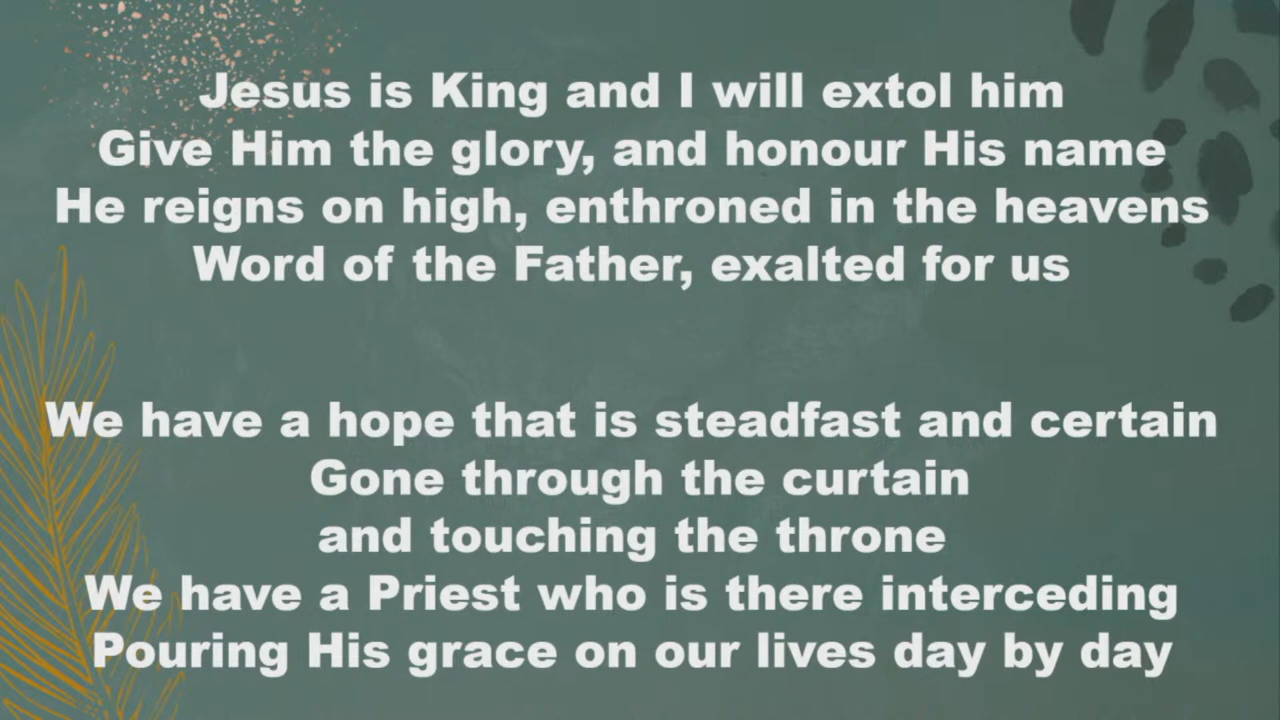 Jesus is King and I will extol him
Give Him the glory, and honour His name
He reigns on high, enthroned in the heavens
Word of the Father, exalted for us
We have a hope that is steadfast and certain
Gone through the curtain
and touching the throne
We have a Priest who is there interceding
Pouring His grace on our lives day by day